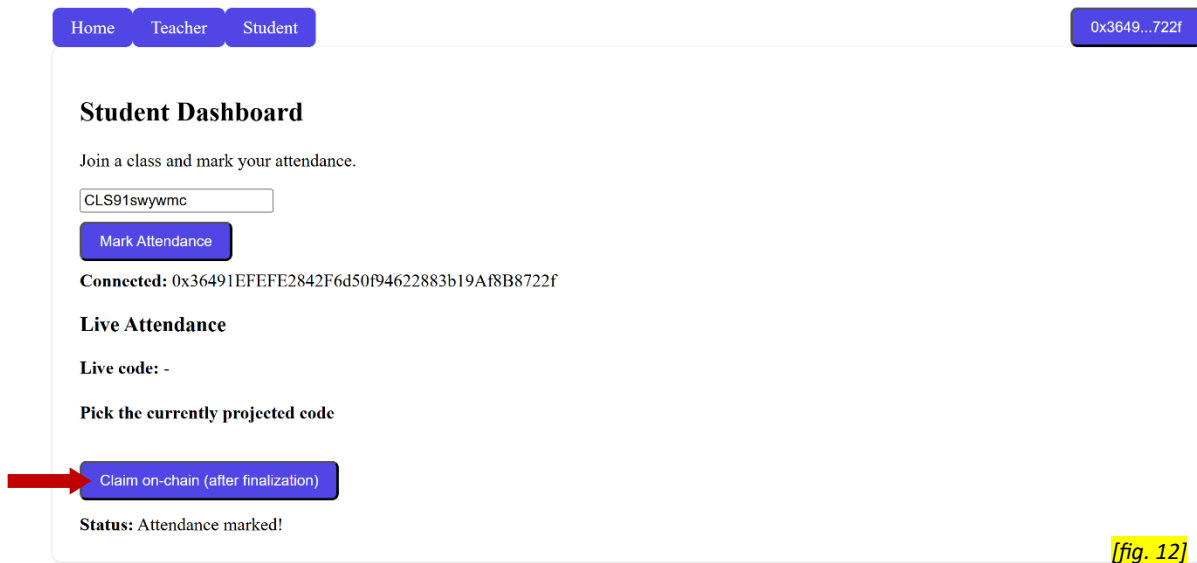 Home Teacher Student 0x3649...722f
Student Dashboard
Join a class and mark your attendance.
CLS91swywmc
Mark Attendance
Connected: 0x36491EFEFE2842F6d50f94622883b19Af8B8722f
Live Attendance
Live code: -
Pick the currently projected code
Claim on-chain (after finalization)
Status: Attendance marked!
[fig. 12]